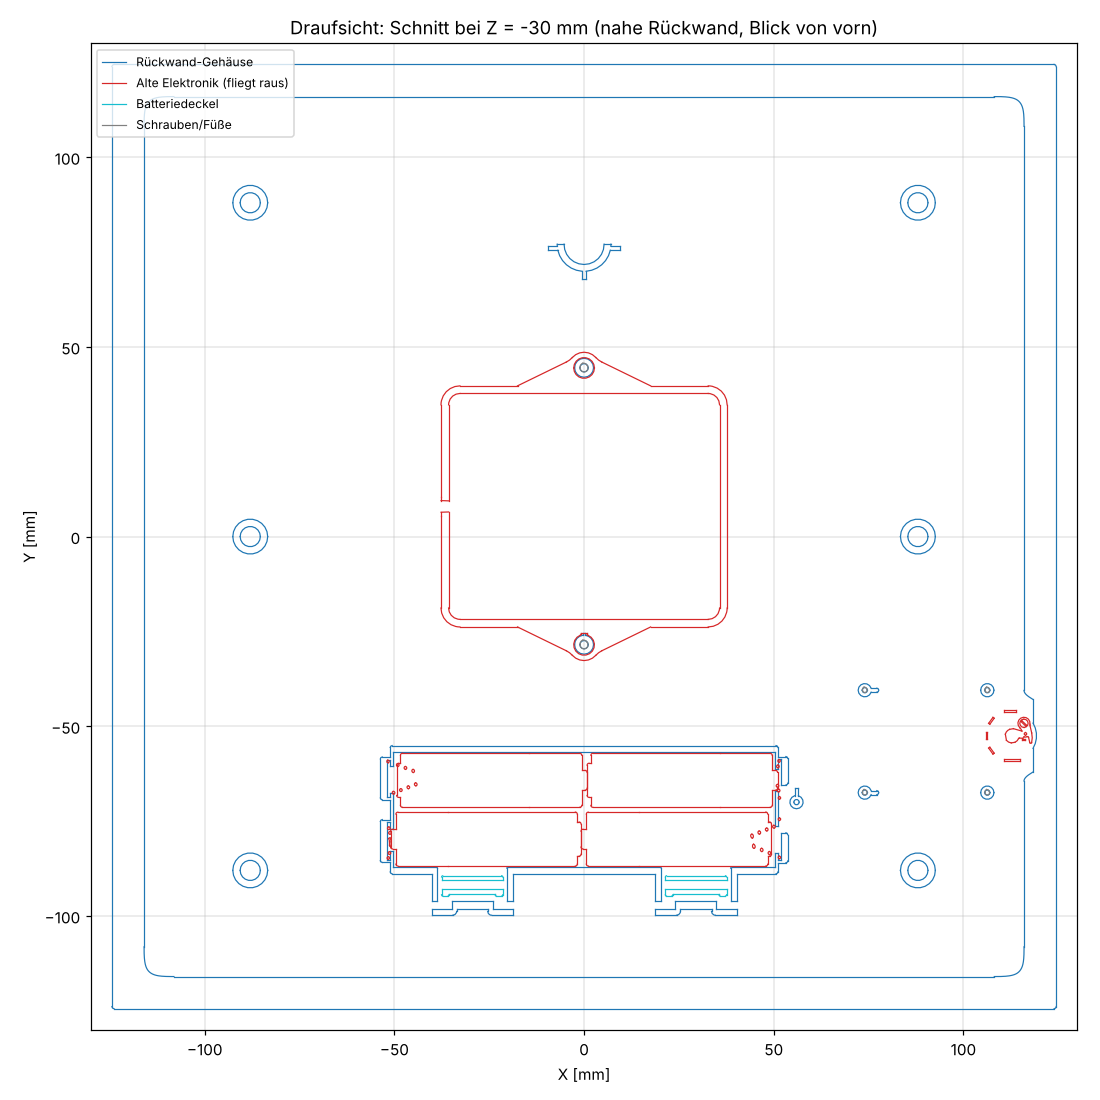 Draufsicht: Schnitt bei Z = -30 mm (nahe Rückwand, Blick von vorn)
Rückwand-Gehäuse
Alte Elektronik (fliegt raus)
Batteriedeckel
Schrauben/Füße
100
50
0
−50
−100
Y [mm]
−100
−50
0
50
100
X [mm]